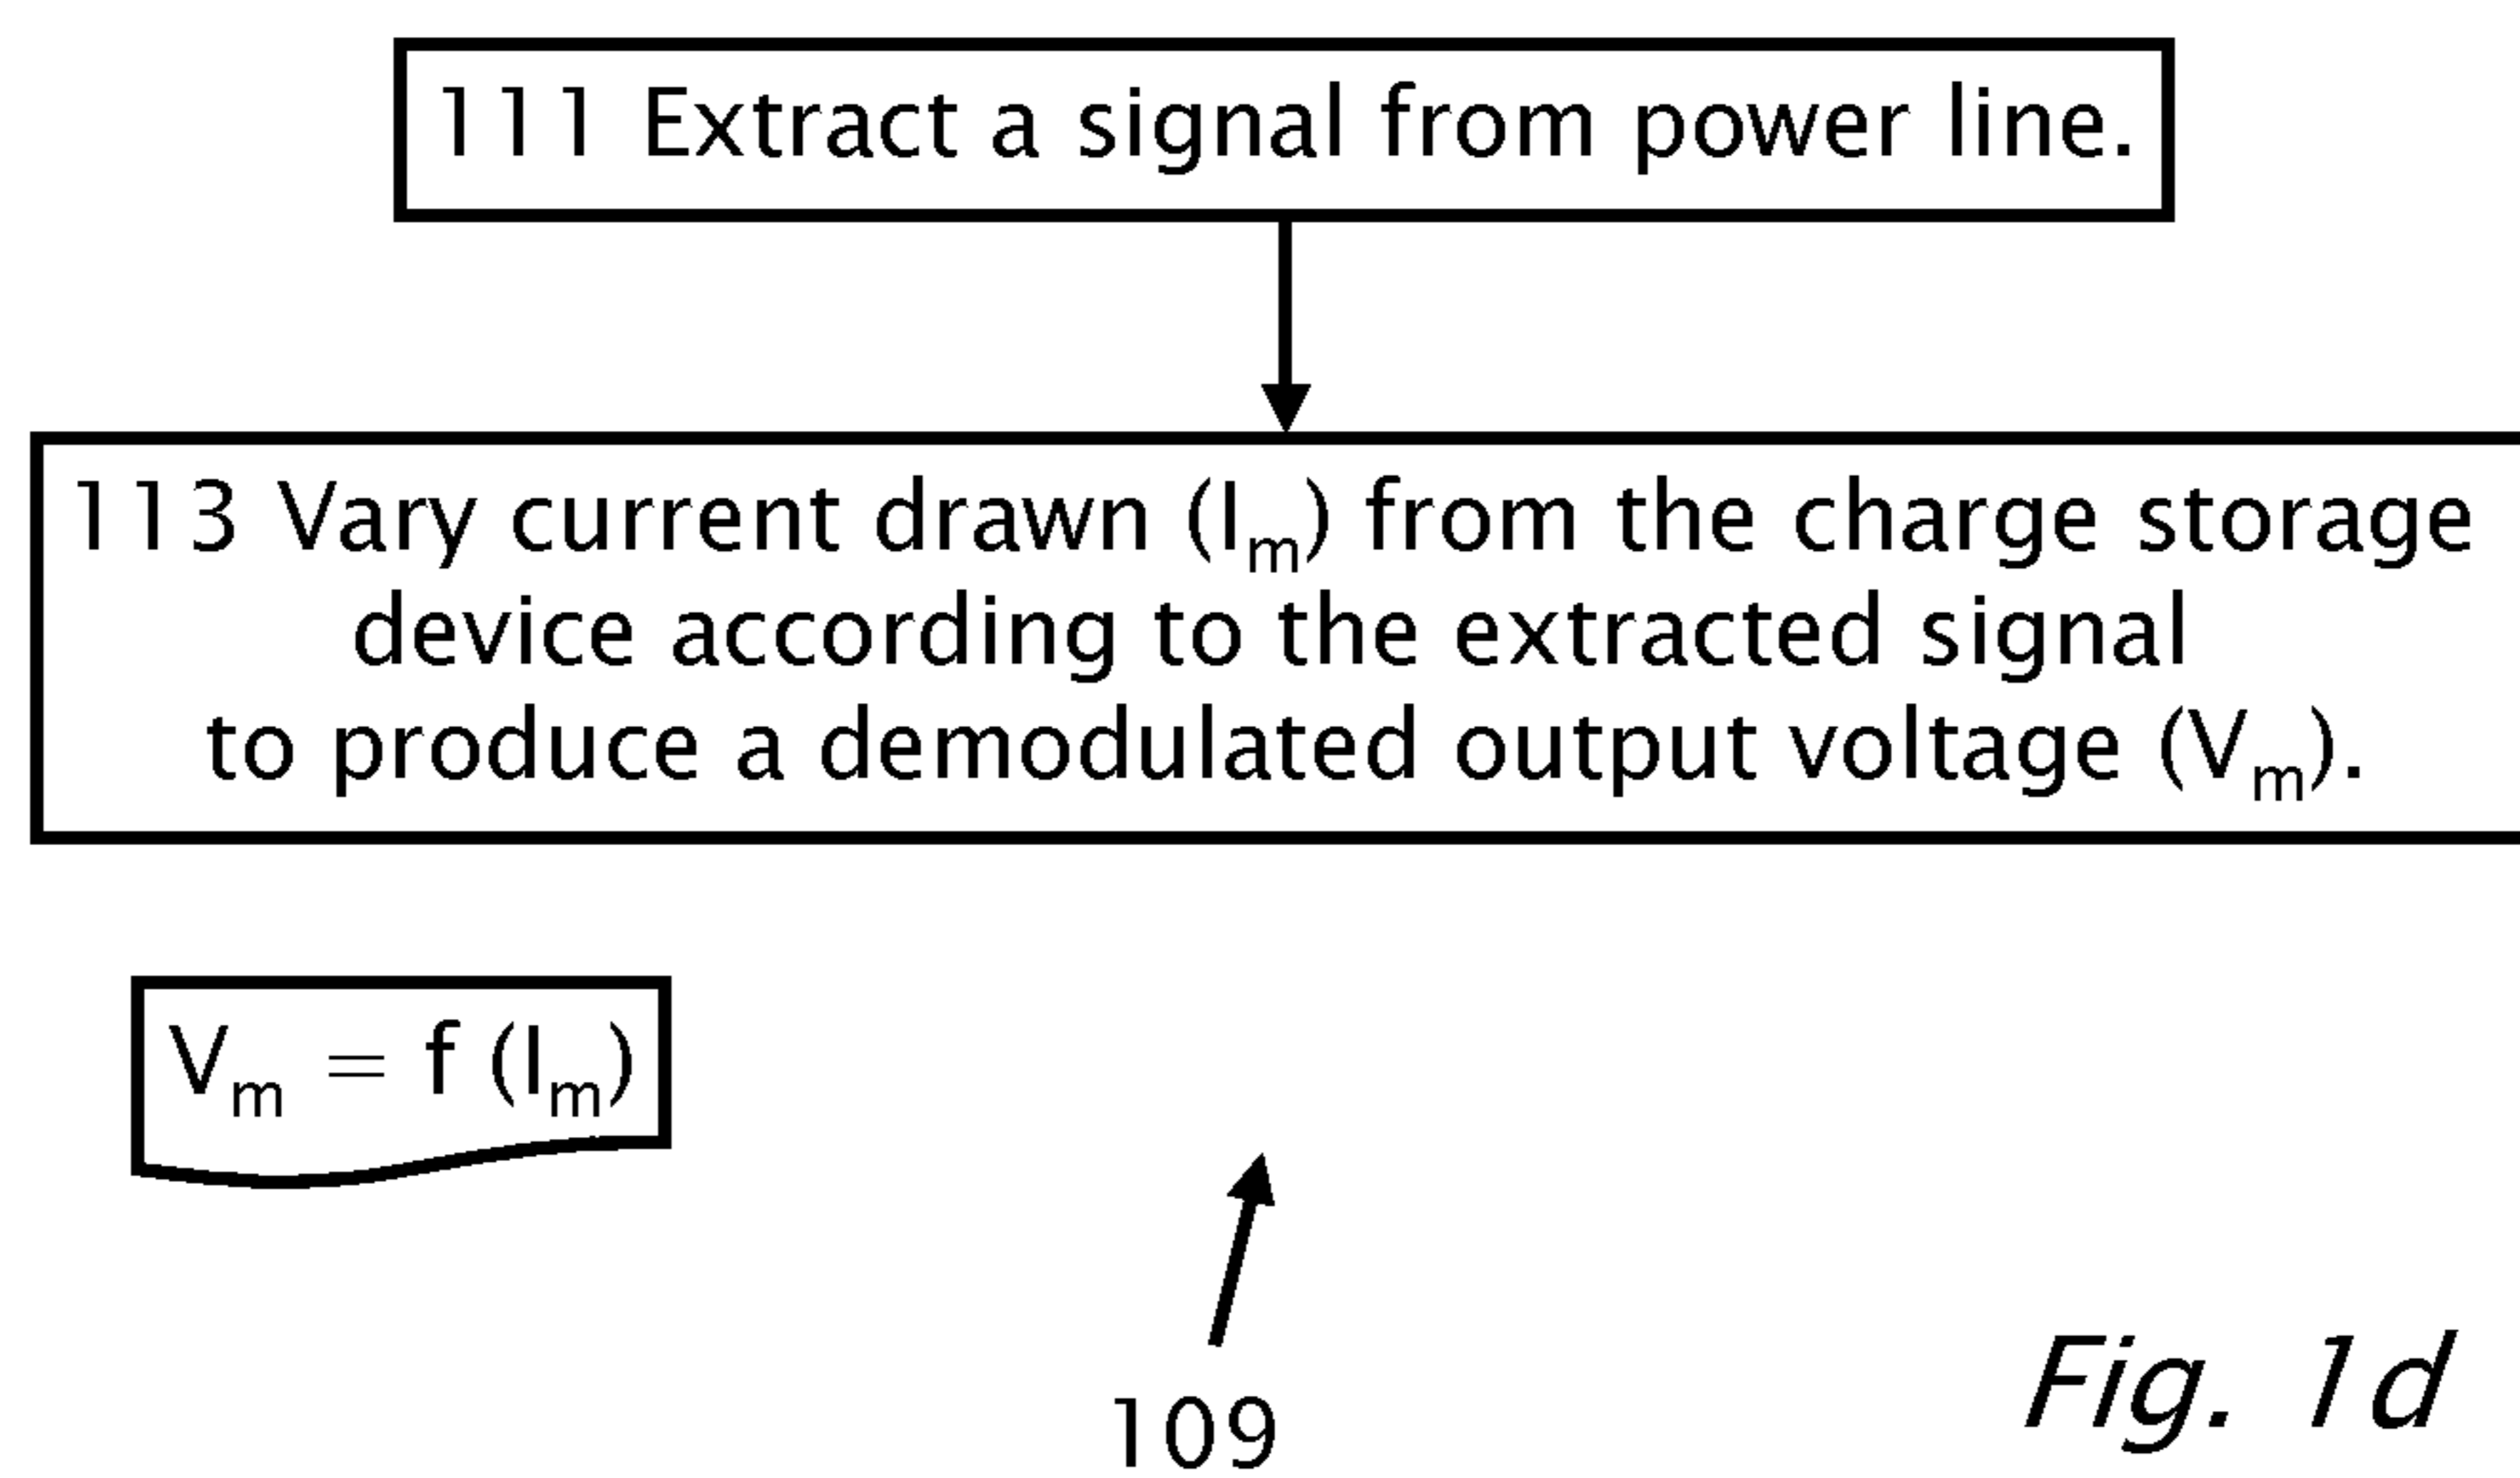 111 Extract a signal from power line.
113 Vary current drawn (Iₘ) from the charge storage
device according to the extracted signal
to produce a demodulated output voltage (Vₘ).
Vₘ = f (Iₘ)
109
Fig. 1d